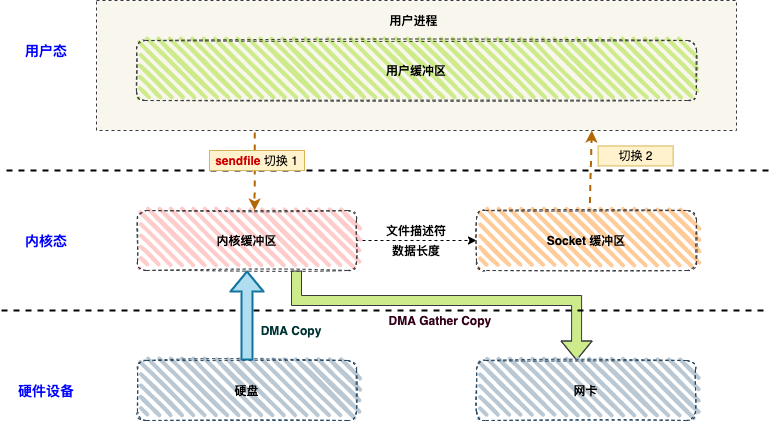 用户进程
用户态
用户缓冲区
sendfile 切换 1
切换 2
内核态
内核缓冲区
文件描述符
数据长度
Socket 缓冲区
DMA Copy
DMA Gather Copy
硬件设备
硬盘
网卡